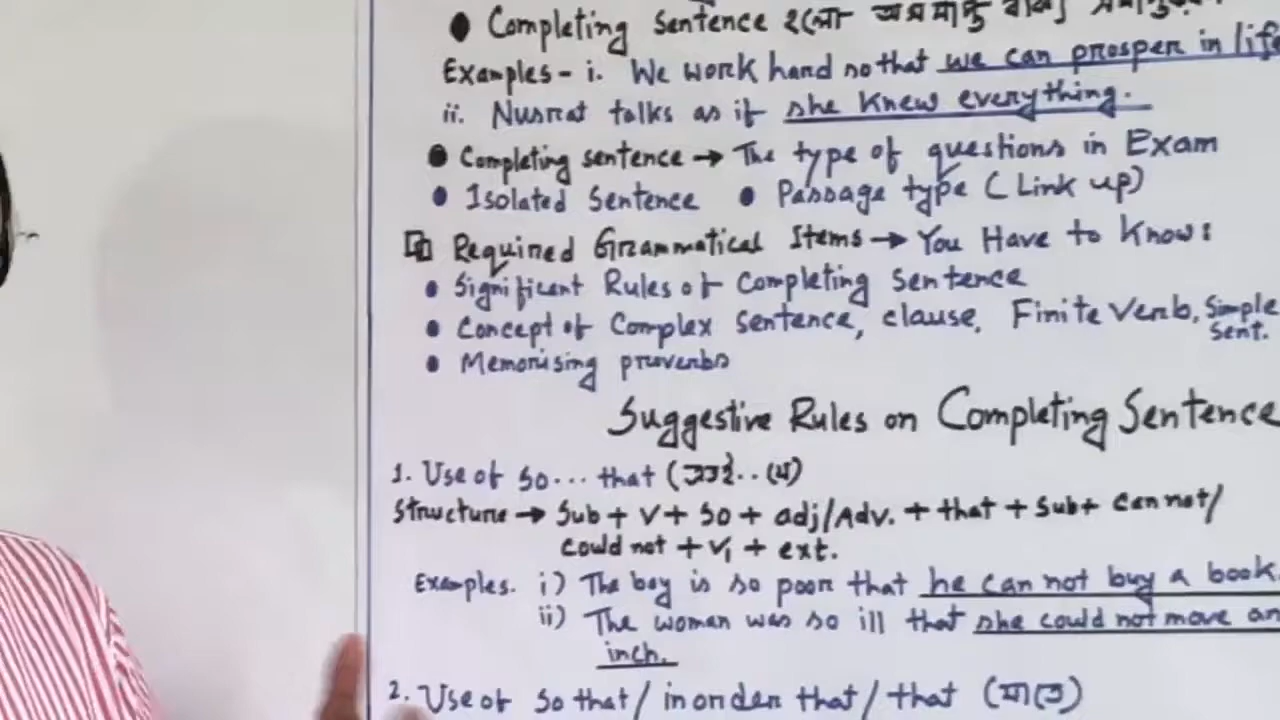 ● Completing Sentence হলো অসমাপ্ত বাক্য
Examples - i. We work hard so that we can prosper in life
ii. Nusrat talks as if she knew everything.
● Completing sentence → The type of questions in Exam
● Isolated Sentence ● Passage type (Link up)
Required Grammatical Items → You Have to Know:
● Significant Rules of Completing Sentence
● Concept of Complex Sentence, clause, Finite Verb, Simple Sent.
● Memorising proverbs
Suggestive Rules on Completing Sentence
1. Use of so... that (এতই.. যে)
Structure → Sub + V + so + adj/Adv. + that + Sub + can not/
could not + V₁ + ext.
Examples. i) The boy is so poor that he can not buy a book.
ii) The woman was so ill that she could not move an
inch.
2. Use of so that / in order that / that (যাতে)